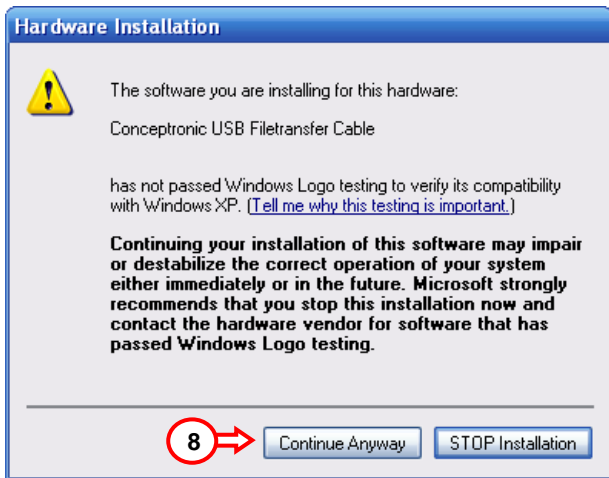 Hardware Installation
The software you are installing for this hardware:
Conceptronic USB Filetransfer Cable
has not passed Windows Logo testing to verify its compatibility
with Windows XP. (Tell me why this testing is important.)
Continuing your installation of this software may impair
or destabilize the correct operation of your system
either immediately or in the future. Microsoft strongly
recommends that you stop this installation now and
contact the hardware vendor for software that has
passed Windows Logo testing.
8 Continue Anyway STOP Installation